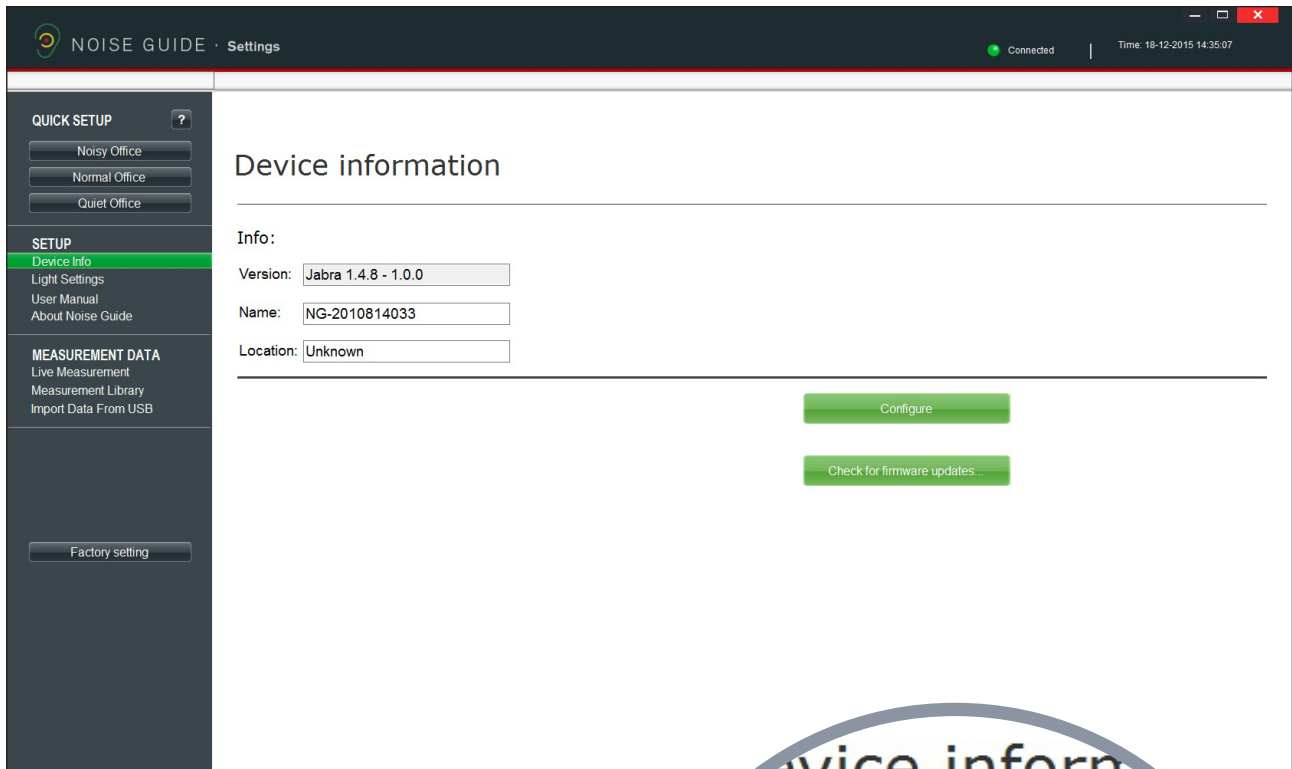 NOISE GUIDE · Settings
Connected | Time: 18-12-2015 14:35:07
QUICK SETUP ?
Noisy Office
Normal Office
Quiet Office
SETUP
Device Info
Light Settings
User Manual
About Noise Guide
MEASUREMENT DATA
Live Measurement
Measurement Library
Import Data From USB
Factory setting
Device information
Info:
Version: Jabra 1.4.8 - 1.0.0
Name: NG-2010814033
Location: Unknown
Configure
Check for firmware updates...
vice inform